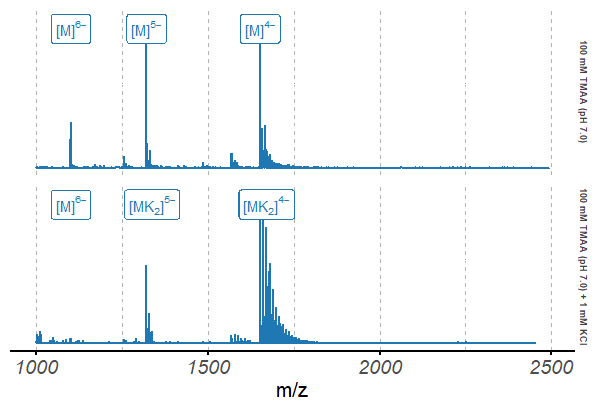 [M]⁶⁻ [M]⁵⁻ [M]⁴⁻
100 mM TMAA (pH 7.0)
[M]⁶⁻ [MK₂]⁵⁻ [MK₂]⁴⁻
100 mM TMAA (pH 7.0) + 1 mM KCl
1000 1500 2000 2500
m/z